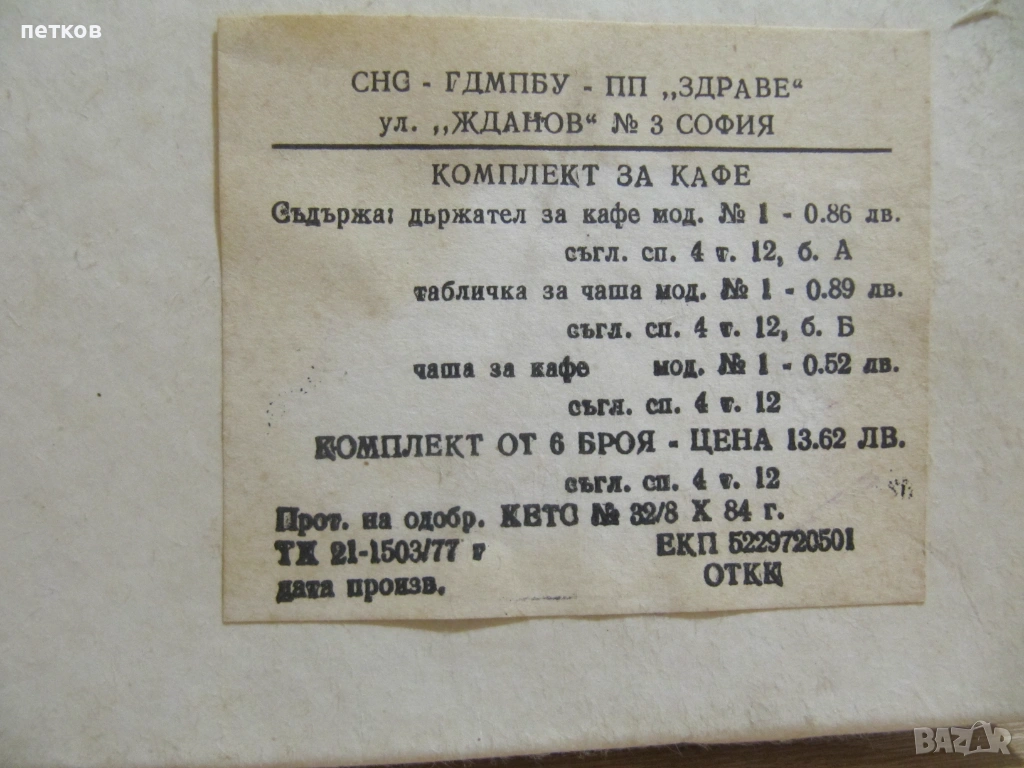 петков
СНС - ГДМПБУ - ПП „ЗДРАВЕ“
ул. „ЖДАНОВ“ № 3 СОФИЯ
КОМПЛЕКТ ЗА КАФЕ
Съдържа: държател за кафе мод. № 1 - 0.86 лв.
съгл. сп. 4 т. 12, б. А
табличка за чаша мод. № 1 - 0.89 лв.
съгл. сп. 4 т. 12, б. Б
чаша за кафе мод. № 1 - 0.52 лв.
съгл. сп. 4 т. 12
КОМПЛЕКТ ОТ 6 БРОЯ - ЦЕНА 13.62 ЛВ.
съгл. сп. 4 т. 12
Прот. на одобр. КЕТС № 32/8 X 84 г.
ТК 21-1503/77 г ЕКП 5229720501
дата произв. ОТКК
BAZAR